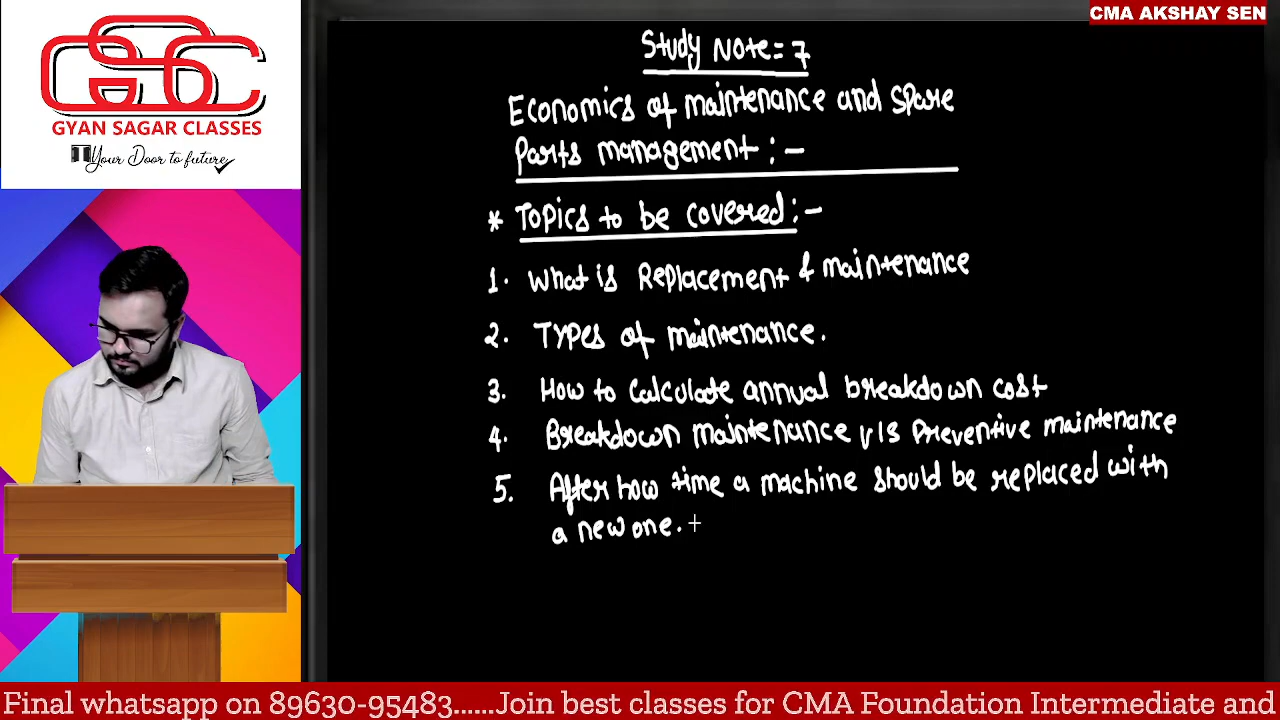 CMA AKSHAY SEN
GSC
GYAN SAGAR CLASSES
Your Door to future
Study Note = 7
Economics of maintenance and spare
parts management : -
* Topics to be covered : -
1. What is Replacement & maintenance
2. Types of maintenance.
3. How to calculate annual breakdown cost
4. Breakdown maintenance v/s Preventive maintenance
5. After how time a machine should be replaced with
a new one.
Final whatsapp on 89630-95483......Join best classes for CMA Foundation Intermediate and